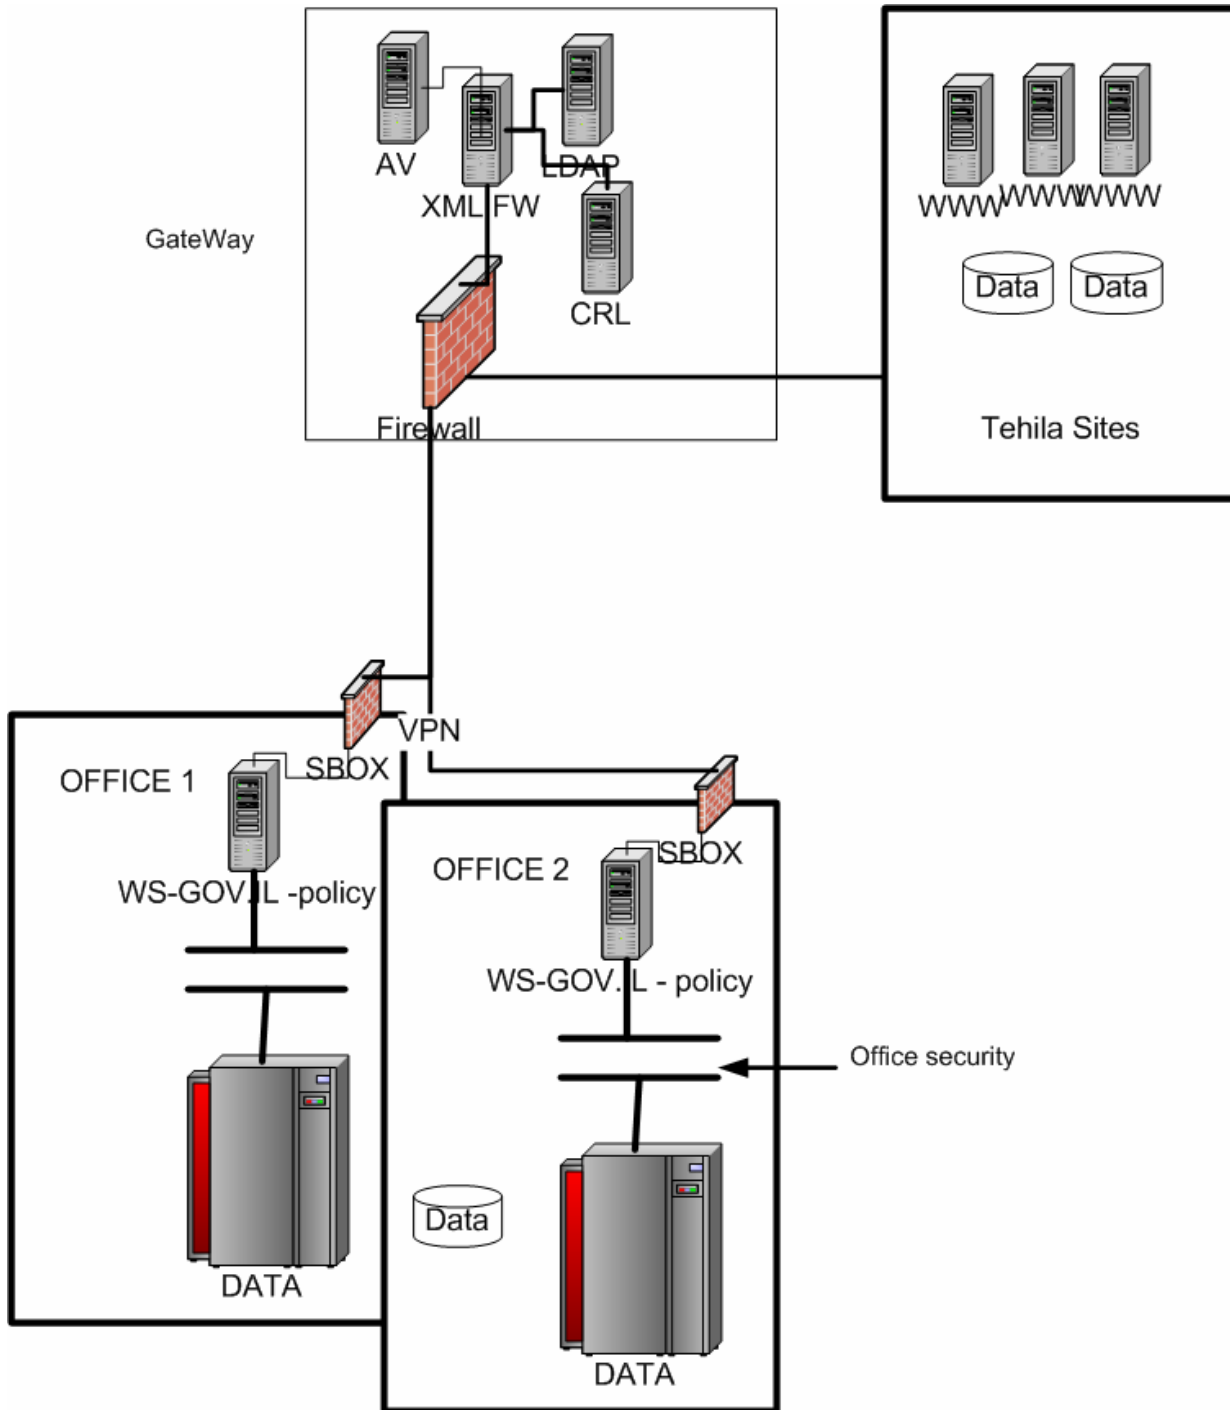 AV
LDAP
XML FW
CRL
GateWay
Firewall
WWW
WWW
WWW
Data
Data
Tehila Sites
VPN
SBOX
OFFICE 1
WS-GOV.IL -policy
DATA
SBOX
OFFICE 2
WS-GOV.IL - policy
Office security
Data
DATA